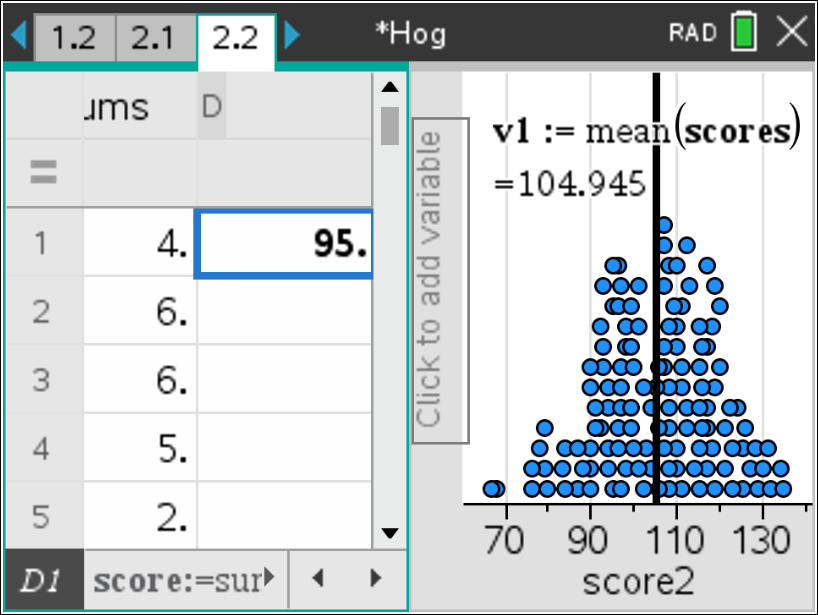 1.2 2.1 2.2 *Hog RAD
ums D
=
1 4. 95.
2 6.
3 6.
4 5.
5 2.
D1 score:=sur
Click to add variable
v1 := mean(scores)
=104.945
70 90 110 130
score2